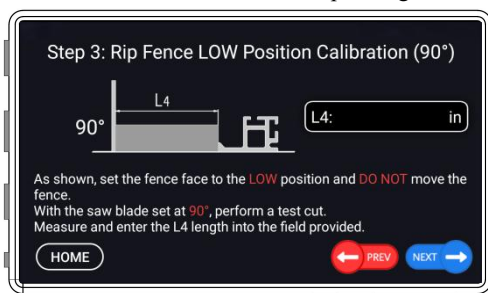 Step 3: Rip Fence LOW Position Calibration (90°)
L4
90°
L4: in
As shown, set the fence face to the LOW position and DO NOT move the
fence.
With the saw blade set at 90°, perform a test cut.
Measure and enter the L4 length into the field provided.
HOME
PREV
NEXT